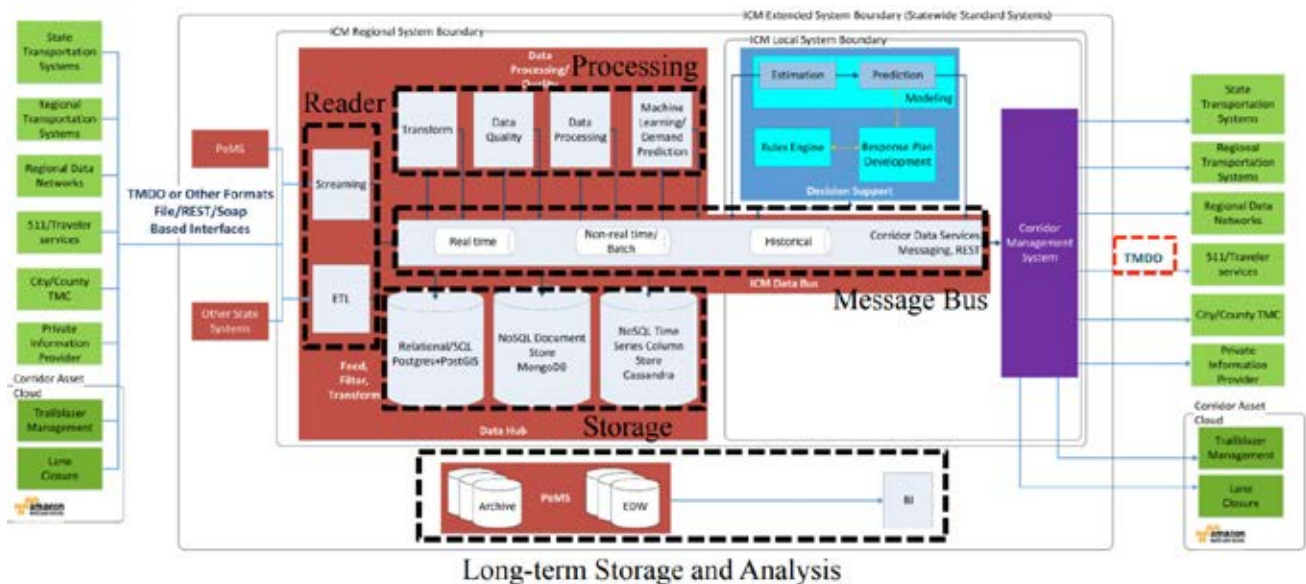 ICM Extended System Boundary (Statewide Standard Systems)
ICM Regional System Boundary
ICM Local System Boundary
State
Transportation
Systems
Regional
Transportation
Systems
Regional Data
Networks
511/Traveler
services
City/County
TMC
Private
Information
Provider
Corridor Asset
Cloud
Trailblazer
Management
Lane
Closure
amazon
TMDD or Other Formats
File/REST/Soap
Based Interfaces
PeMS
Other State
Systems
Reader
Streaming
ETL
Feed,
Filter,
Transform
Data
Processing/
Quality
Processing
Transform
Data
Quality
Data
Processing
Machine
Learning/
Demand
Prediction
Estimation
Prediction
Modeling
Rules Engine
Response Plan
Development
Decision Support
Real time
Non-real time/
Batch
Historical
Corridor Data Services
Messaging, REST
ICM Data Bus
Message Bus
Relational/SQL
Postgres+PostGIS
NoSQL Document
Store
MongoDB
NoSQL Time
Series Column
Store
Cassandra
Data Hub
Storage
Corridor
Management
System
TMDD
State
Transportation
Systems
Regional
Transportation
Systems
Regional Data
Networks
511/Traveler
services
City/County TMC
Private
Information
Provider
Corridor Asset
Cloud
Trailblazer
Management
Lane
Closure
amazon
Archive
PeMS
EDW
BI
Long-term Storage and Analysis